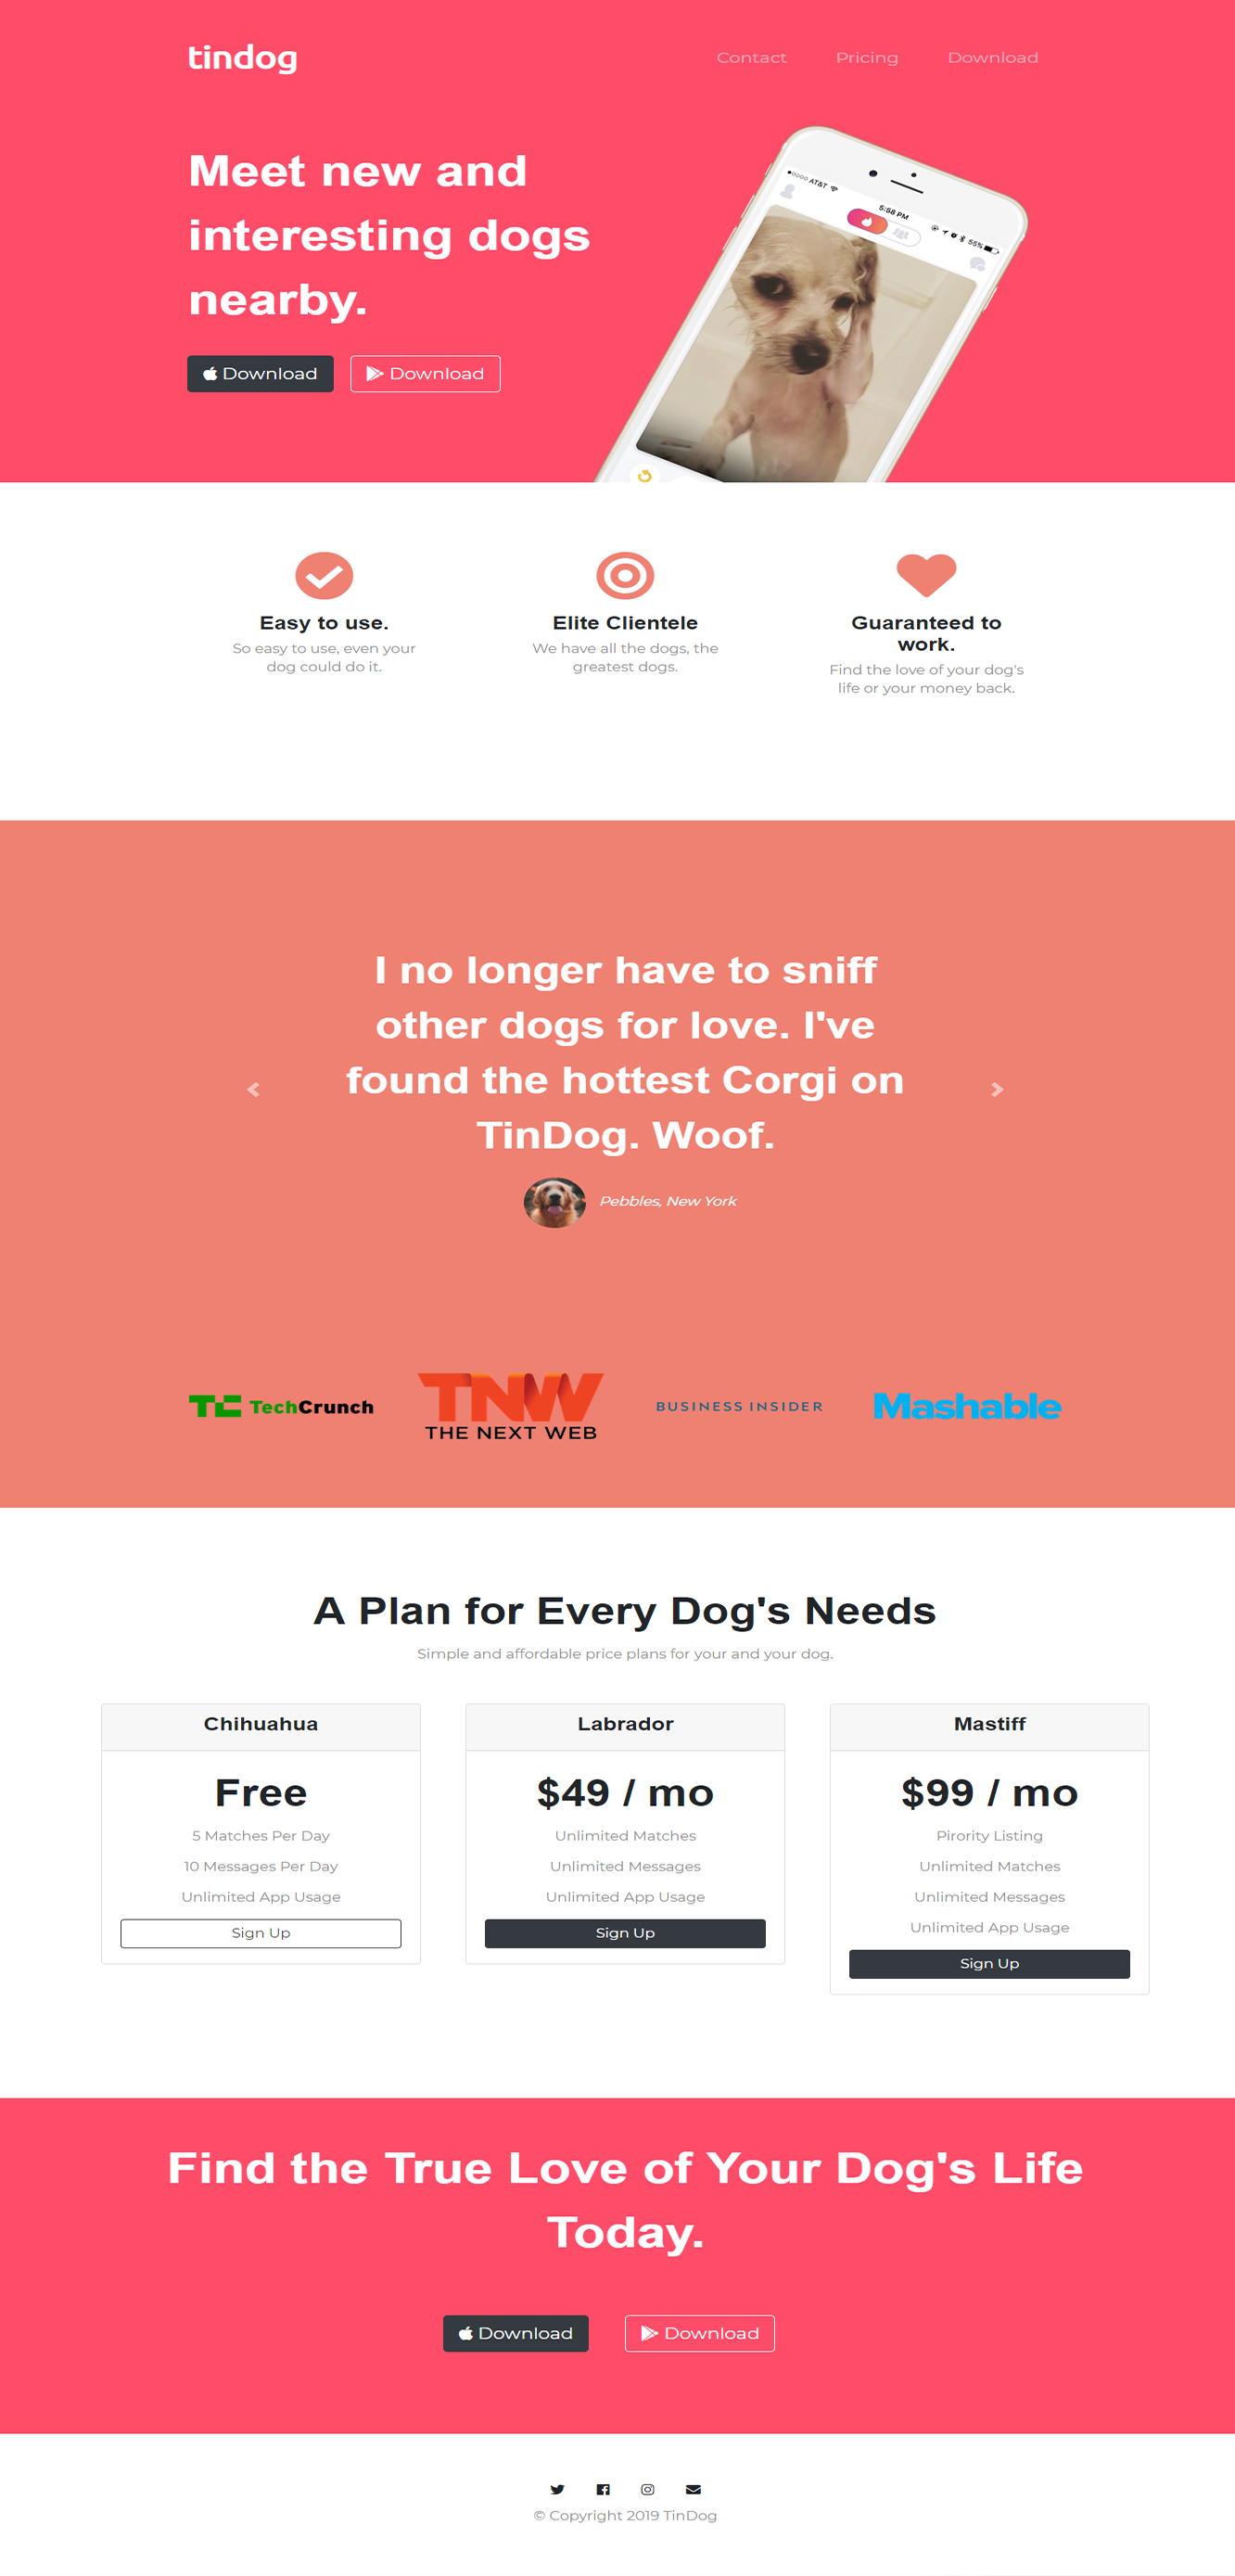 tindog
Contact Pricing Download
Meet new and
interesting dogs
nearby.
Download Download
AT&T 5:58 PM 55%
Easy to use.
So easy to use, even your
dog could do it.
Elite Clientele
We have all the dogs, the
greatest dogs.
Guaranteed to
work.
Find the love of your dog's
life or your money back.
I no longer have to sniff
other dogs for love. I've
found the hottest Corgi on
TinDog. Woof.
Pebbles, New York
TC TechCrunch
TNW
THE NEXT WEB
BUSINESS INSIDER
Mashable
A Plan for Every Dog's Needs
Simple and affordable price plans for your and your dog.
Chihuahua
Free
5 Matches Per Day
10 Messages Per Day
Unlimited App Usage
Sign Up
Labrador
$49 / mo
Unlimited Matches
Unlimited Messages
Unlimited App Usage
Sign Up
Mastiff
$99 / mo
Pirority Listing
Unlimited Matches
Unlimited Messages
Unlimited App Usage
Sign Up
Find the True Love of Your Dog's Life
Today.
Download Download
© Copyright 2019 TinDog